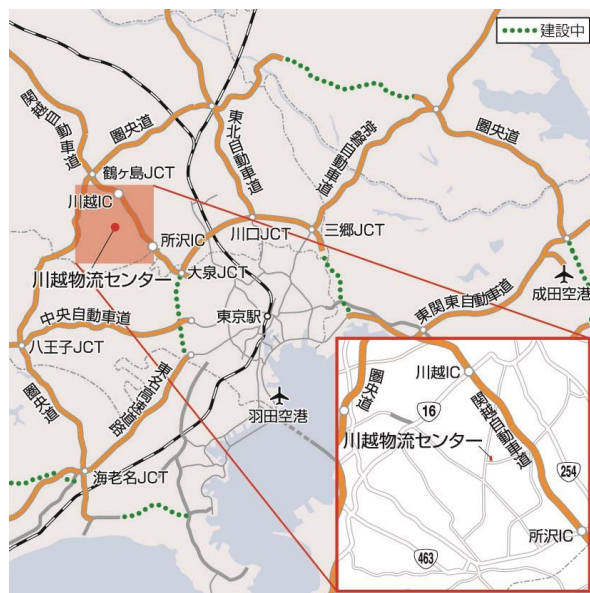 建設中
関越自動車道
圏央道
東北自動車道
常磐自動車道
圏央道
鶴ヶ島JCT
川越IC
所沢IC
川口JCT
三郷JCT
川越物流センター
大泉JCT
東関東自動車道
成田空港
中央自動車道
東京駅
八王子JCT
東名高速道路
羽田空港
圏央道
海老名JCT
圏央道
川越IC
16
関越自動車道
川越物流センター
254
所沢IC
463